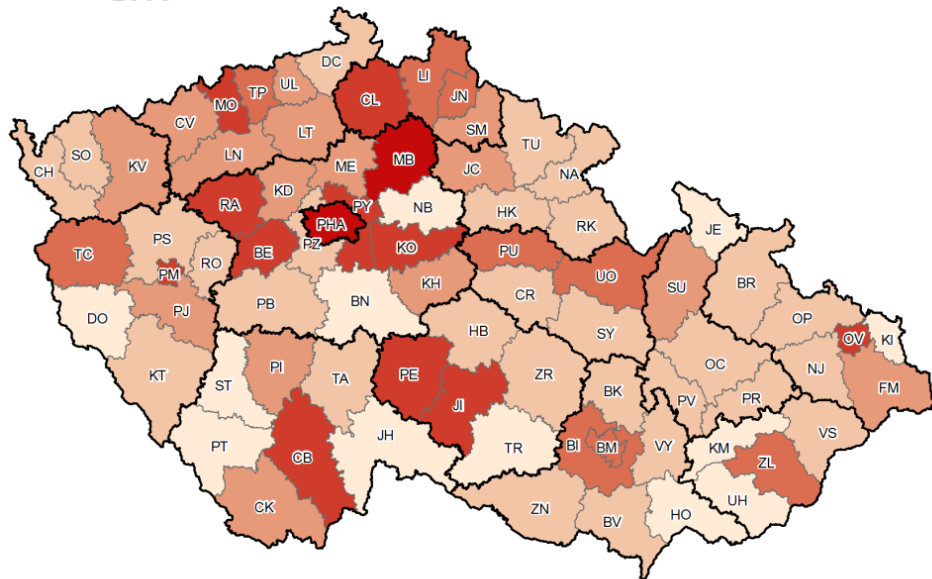 DC
LI
TP
UL
MO
CL
JN
CV
LT
SM
TU
SO
LN
ME
MB
CH
KV
JC
NA
KD
RA
PY
NB
HK
JE
PHA
RK
PS
BE
PZ
KO
TC
RO
PU
PM
UO
BR
KH
SU
DO
PJ
PB
BN
CR
OP
HB
SY
OV
KI
KT
ST
PI
TA
PE
ZR
OC
NJ
FM
BK
JI
PV
PR
PT
JH
TR
BI
BM
VY
KM
VS
CB
ZL
CK
ZN
BV
HO
UH